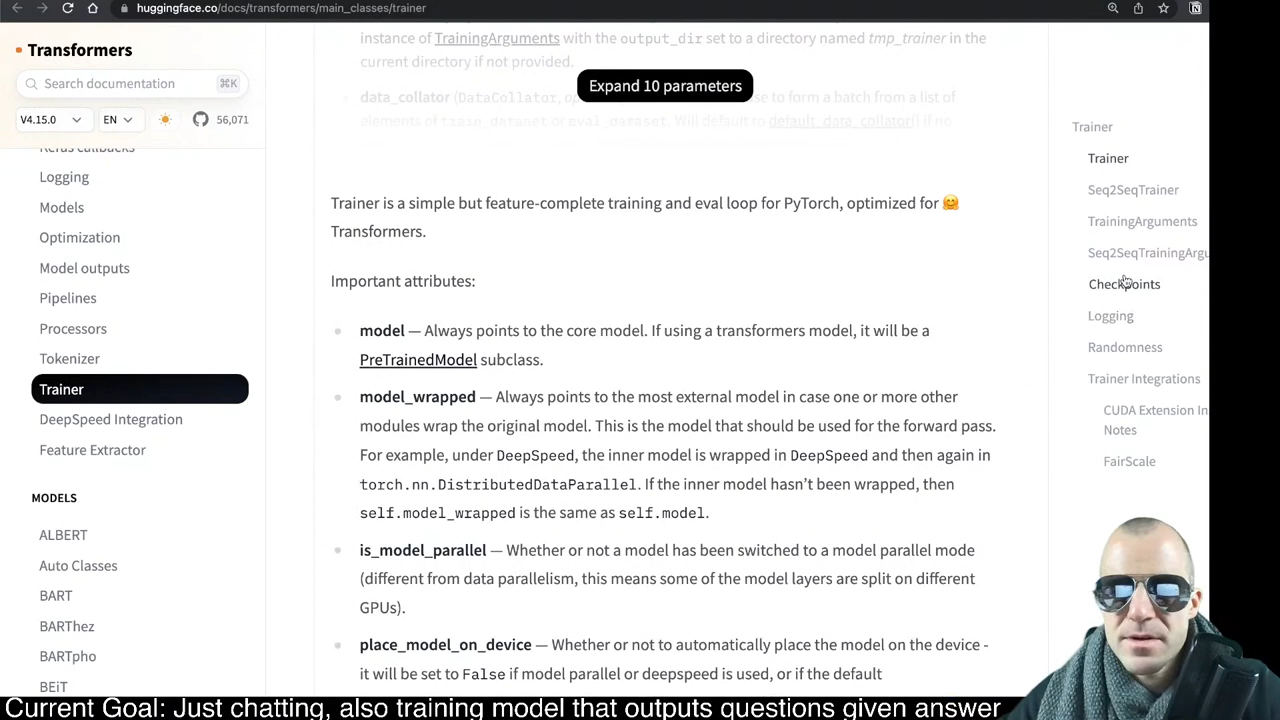 huggingface.co/docs/transformers/main_classes/trainer
Transformers
Search documentation
⌘K
V4.15.0
EN
56,071
Keras callbacks
Logging
Models
Optimization
Model outputs
Pipelines
Processors
Tokenizer
Trainer
DeepSpeed Integration
Feature Extractor
MODELS
ALBERT
Auto Classes
BART
BARThez
BARTpho
BEiT
instance of TrainingArguments with the output_dir set to a directory named tmp_trainer in the
current directory if not provided.
Expand 10 parameters
data_collator (DataCollator, to form a batch from a list of
elements of train_dataset or eval_dataset. Will default to default_data_collator() if no
Trainer is a simple but feature-complete training and eval loop for PyTorch, optimized for 🤗
Transformers.
Important attributes:
model — Always points to the core model. If using a transformers model, it will be a
PreTrainedModel subclass.
model_wrapped — Always points to the most external model in case one or more other
modules wrap the original model. This is the model that should be used for the forward pass.
For example, under DeepSpeed, the inner model is wrapped in DeepSpeed and then again in
torch.nn.DistributedDataParallel. If the inner model hasn’t been wrapped, then
self.model_wrapped is the same as self.model.
is_model_parallel — Whether or not a model has been switched to a model parallel mode
(different from data parallelism, this means some of the model layers are split on different
GPUs).
place_model_on_device — Whether or not to automatically place the model on the device -
it will be set to False if model parallel or deepspeed is used, or if the default
Trainer
Trainer
Seq2SeqTrainer
TrainingArguments
Seq2SeqTrainingArgu
Checkpoints
Logging
Randomness
Trainer Integrations
CUDA Extension In
Notes
FairScale
Current Goal: Just chatting, also training model that outputs questions given answer